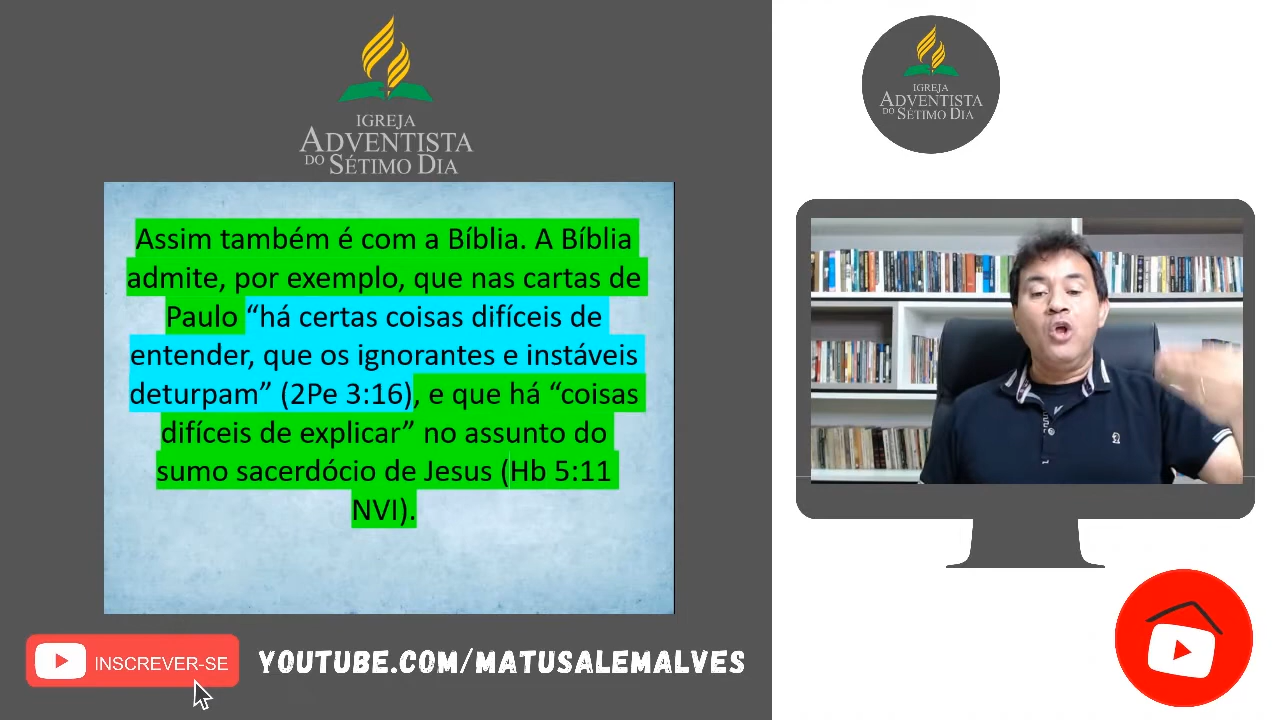 IGREJA
ADVENTISTA
DO SÉTIMO DIA
Assim também é com a Bíblia. A Bíblia
admite, por exemplo, que nas cartas de
Paulo “há certas coisas difíceis de
entender, que os ignorantes e instáveis
deturpam” (2Pe 3:16), e que há “coisas
difíceis de explicar” no assunto do
sumo sacerdócio de Jesus (Hb 5:11
NVI).
INSCREVER-SE
YOUTUBE.COM/MATUSALEMALVES
IGREJA
ADVENTISTA
DO SÉTIMO DIA